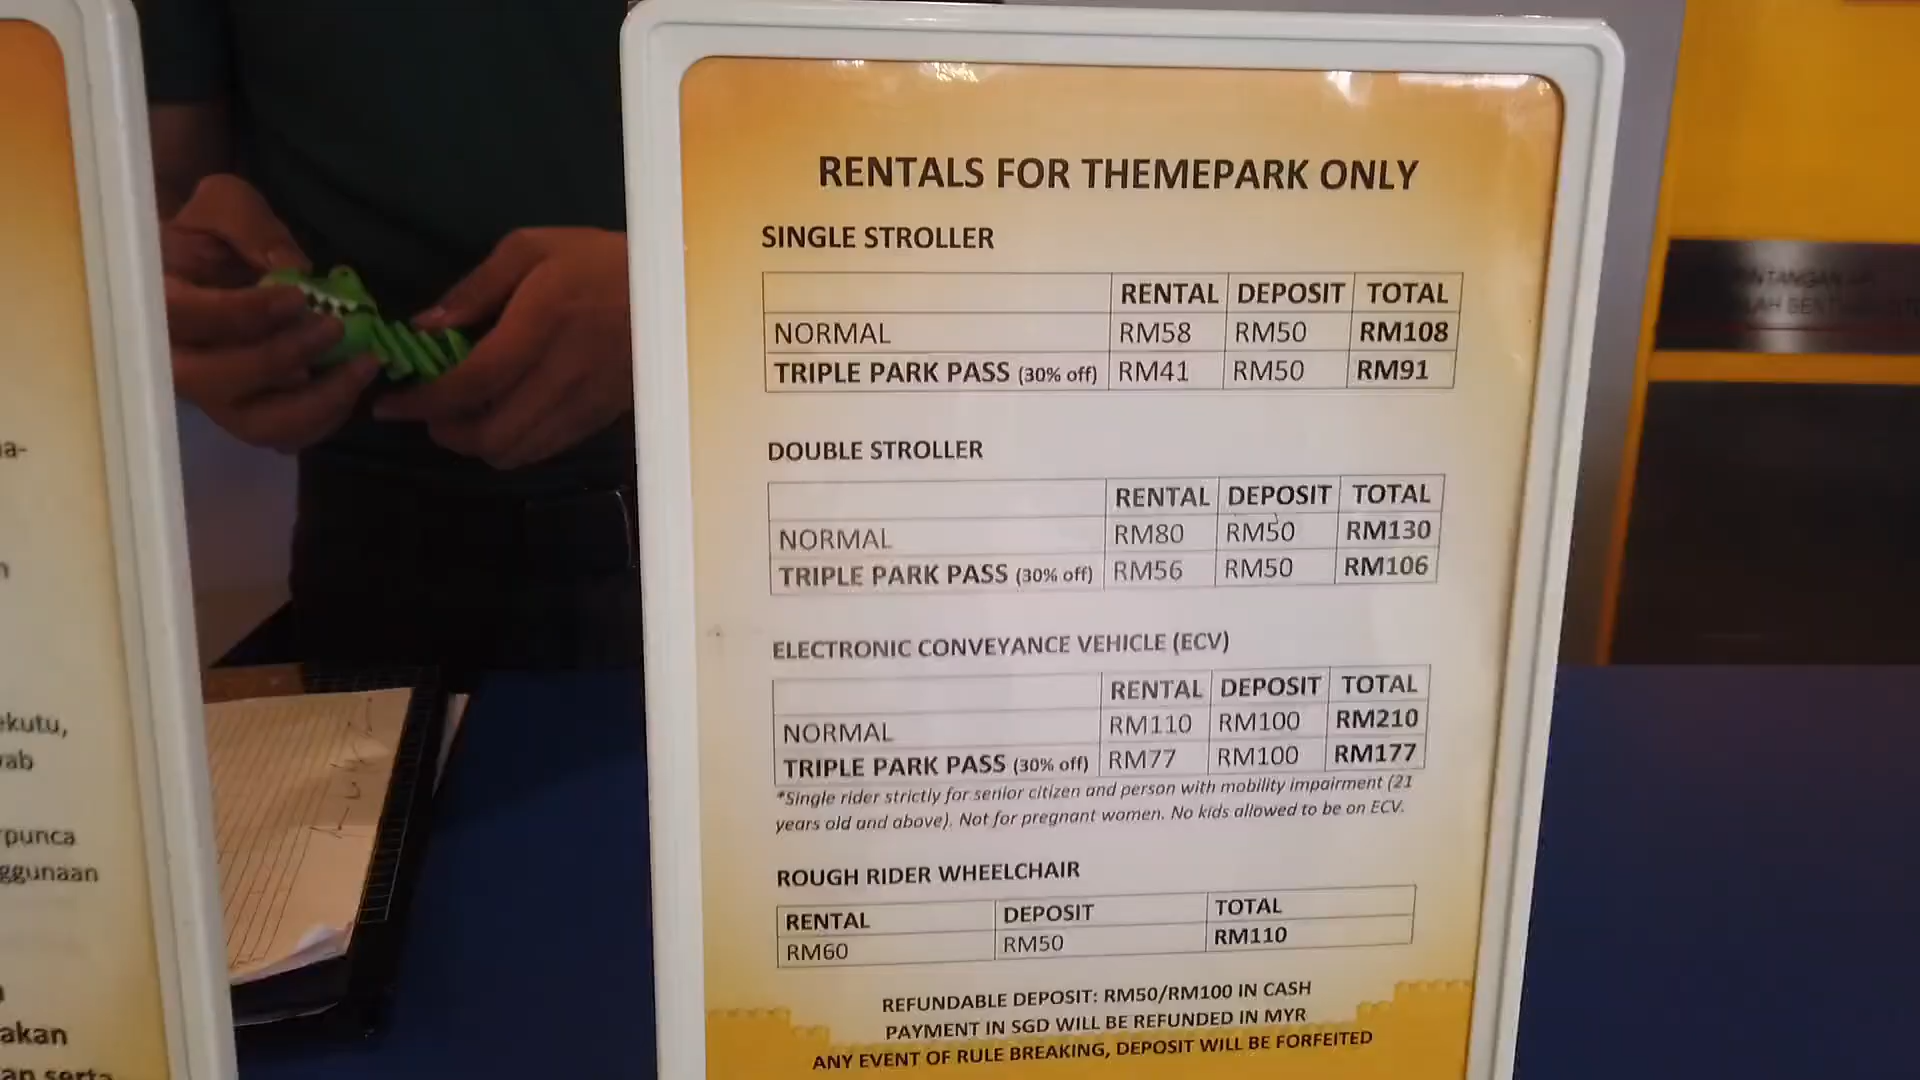 a-
ekutu,
punca
ggunaan
akan
an serta
RENTALS FOR THEMEPARK ONLY
SINGLE STROLLER
RENTAL DEPOSIT TOTAL
NORMAL RM58 RM50 RM108
TRIPLE PARK PASS (30% off) RM41 RM50 RM91
DOUBLE STROLLER
RENTAL DEPOSIT TOTAL
NORMAL RM80 RM50 RM130
TRIPLE PARK PASS (30% off) RM56 RM50 RM106
ELECTRONIC CONVEYANCE VEHICLE (ECV)
RENTAL DEPOSIT TOTAL
NORMAL RM110 RM100 RM210
TRIPLE PARK PASS (30% off) RM77 RM100 RM177
*Single rider strictly for senior citizen and person with mobility impairment (21
years old and above). Not for pregnant women. No kids allowed to be on ECV.
ROUGH RIDER WHEELCHAIR
RENTAL DEPOSIT TOTAL
RM60 RM50 RM110
REFUNDABLE DEPOSIT: RM50/RM100 IN CASH
PAYMENT IN SGD WILL BE REFUNDED IN MYR
ANY EVENT OF RULE BREAKING, DEPOSIT WILL BE FORFEITED